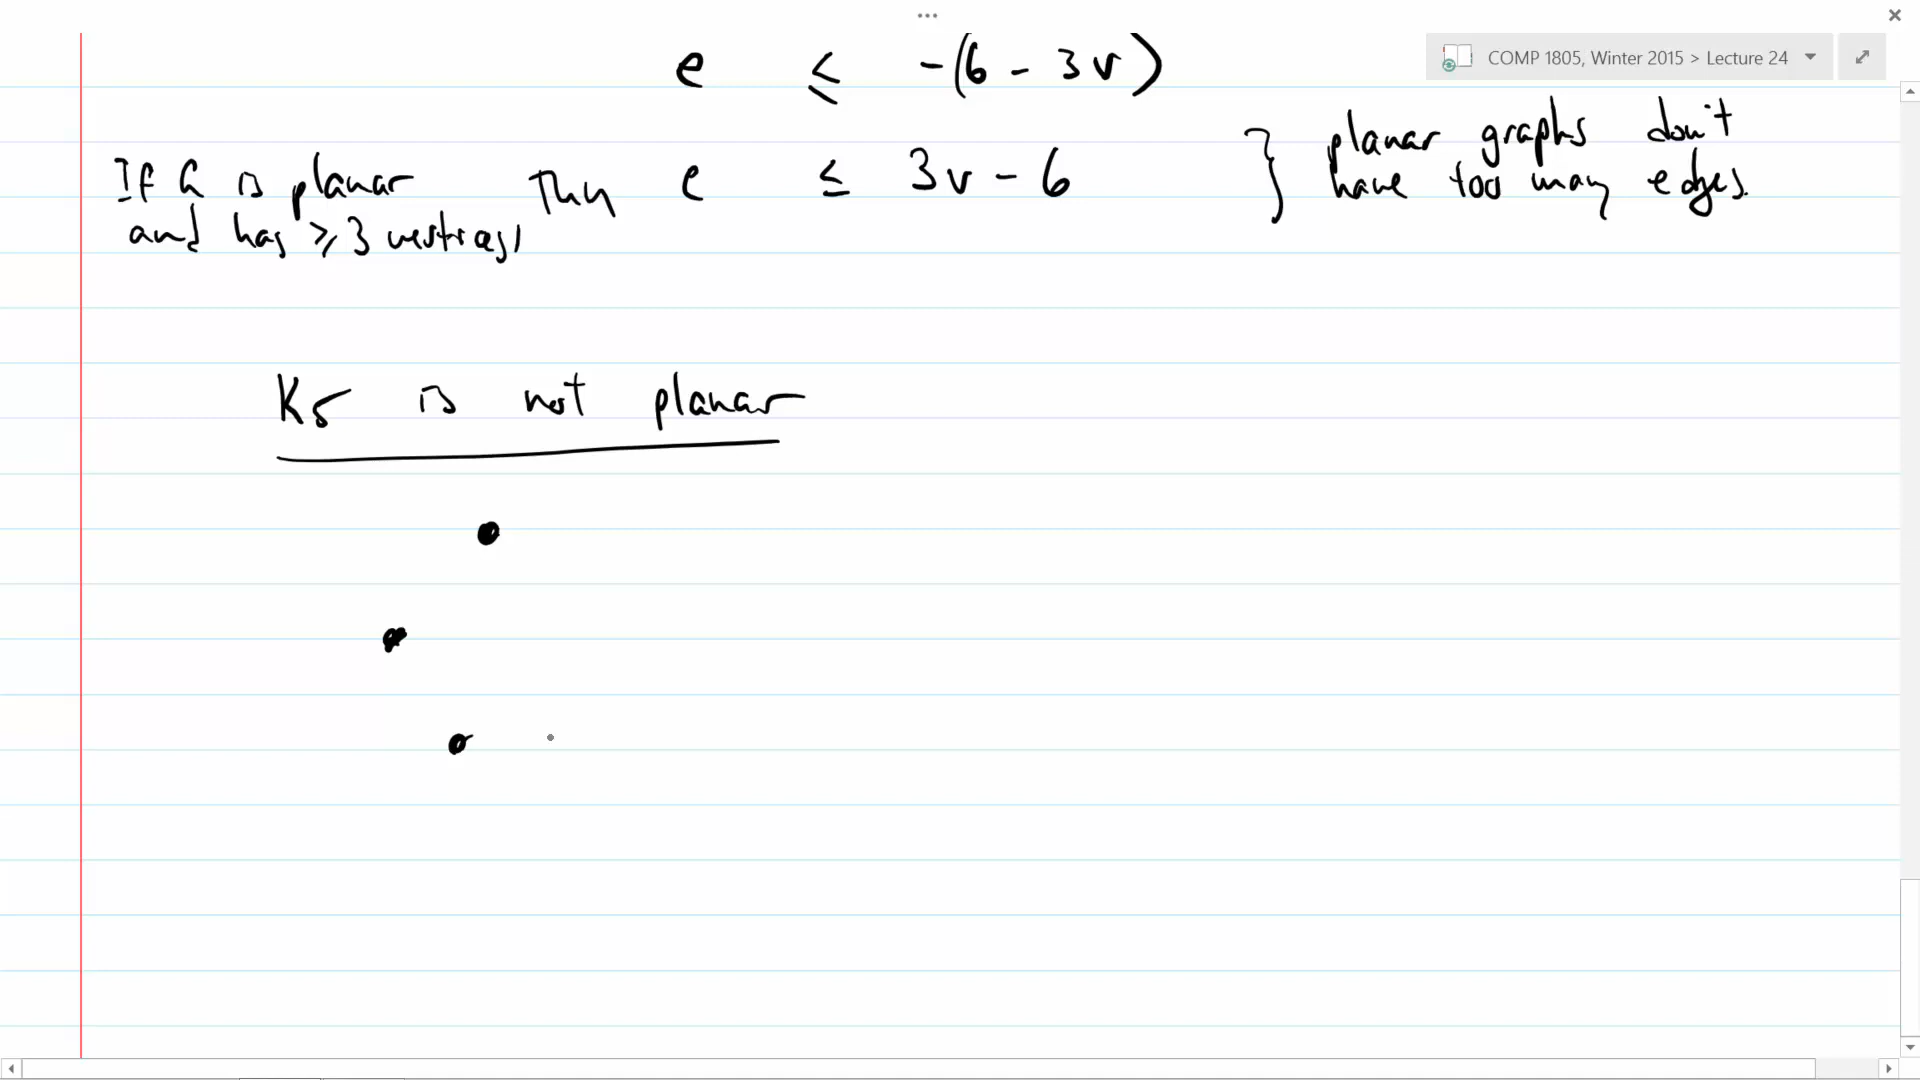 e ≤ -(6 - 3v)
COMP 1805, Winter 2015 > Lecture 24
If G is planar and has ≥ 3 vertices, then e ≤ 3v - 6 } planar graphs don't have too many edges.
K5 is not planar